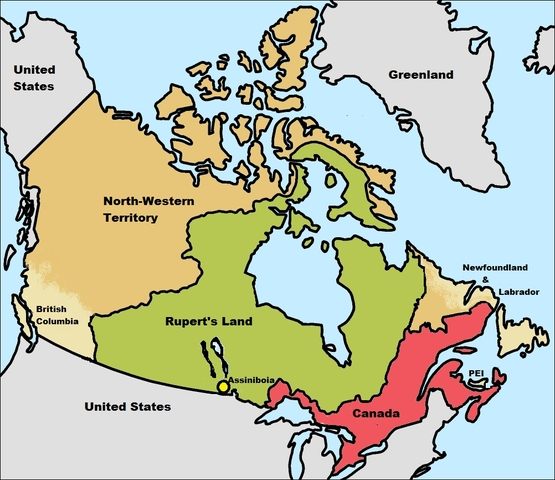 United
States
Greenland
North-Western
Territory
Newfoundland
&
Labrador
British
Columbia
Rupert's Land
PEI
Assiniboia
United States
Canada